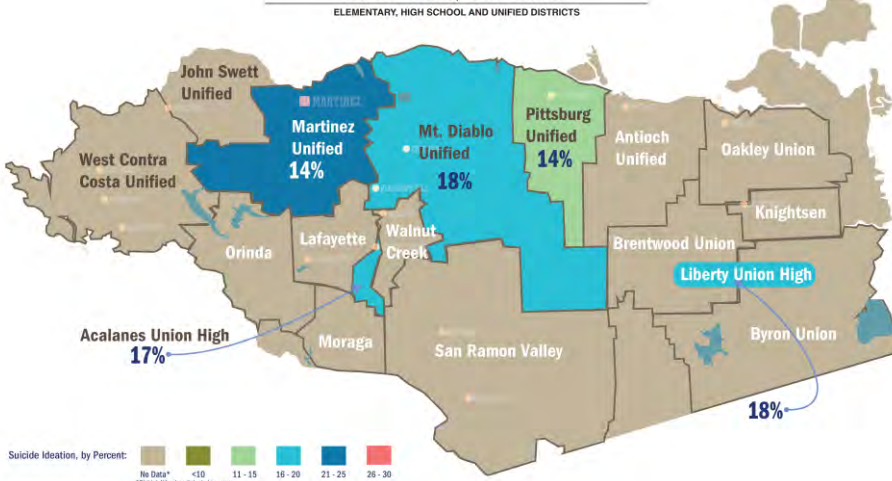 ELEMENTARY, HIGH SCHOOL AND UNIFIED DISTRICTS
John Swett
Unified
MARTINEZ
Martinez
Unified
14%
Mt. Diablo
Unified
18%
Pittsburg
Unified
14%
Antioch
Unified
Oakley Union
West Contra
Costa Unified
Knightsen
Orinda
Lafayette
Walnut
Creek
Brentwood Union
Liberty Union High
Acalanes Union High
17%
Moraga
San Ramon Valley
Byron Union
18%
Suicide Ideation, by Percent:
No Data* <10 11 - 15 16 - 20 21 - 25 26 - 30